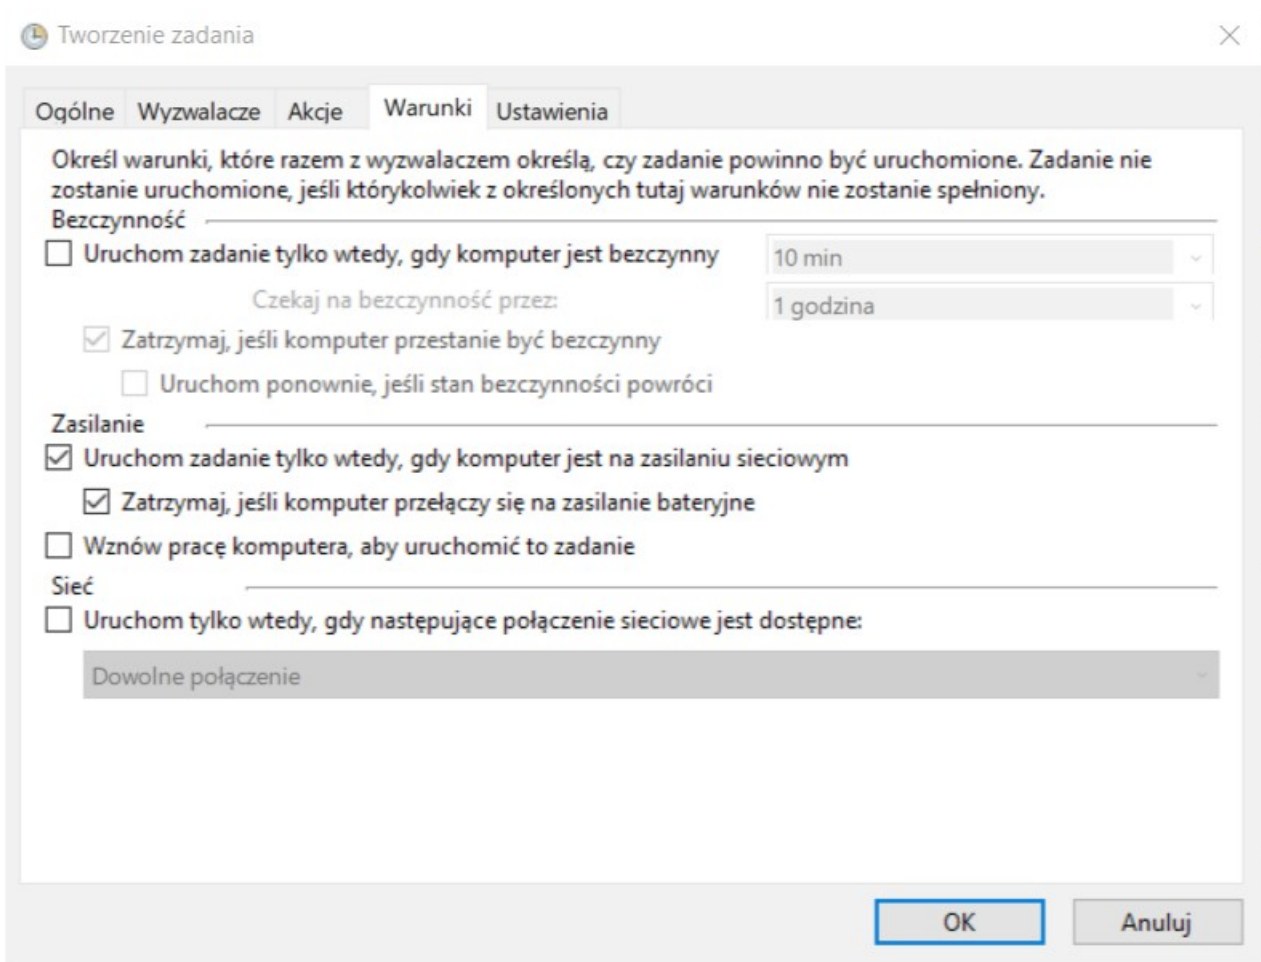 Tworzenie zadania
Ogólne Wyzwalacze Akcje Warunki Ustawienia
Określ warunki, które razem z wyzwalaczem określą, czy zadanie powinno być uruchomione. Zadanie nie
zostanie uruchomione, jeśli którykolwiek z określonych tutaj warunków nie zostanie spełniony.
Bezczynność
Uruchom zadanie tylko wtedy, gdy komputer jest bezczynny 10 min
Czekaj na bezczynność przez: 1 godzina
Zatrzymaj, jeśli komputer przestanie być bezczynny
Uruchom ponownie, jeśli stan bezczynności powróci
Zasilanie
Uruchom zadanie tylko wtedy, gdy komputer jest na zasilaniu sieciowym
Zatrzymaj, jeśli komputer przełączy się na zasilanie bateryjne
Wznów pracę komputera, aby uruchomić to zadanie
Sieć
Uruchom tylko wtedy, gdy następujące połączenie sieciowe jest dostępne:
Dowolne połączenie
OK Anuluj